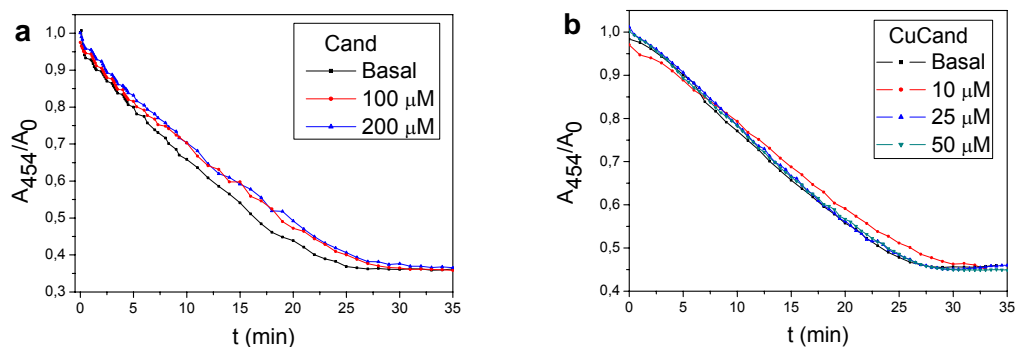 a
Cand
Basal
100 μM
200 μM
1,0
0,9
0,8
0,7
0,6
0,5
0,4
0,3
A454/A0
0 5 10 15 20 25 30 35
t (min)
b
CuCand
Basal
10 μM
25 μM
50 μM
1,0
0,9
0,8
0,7
0,6
0,5
0,4
A454/A0
0 5 10 15 20 25 30 35
t (min)